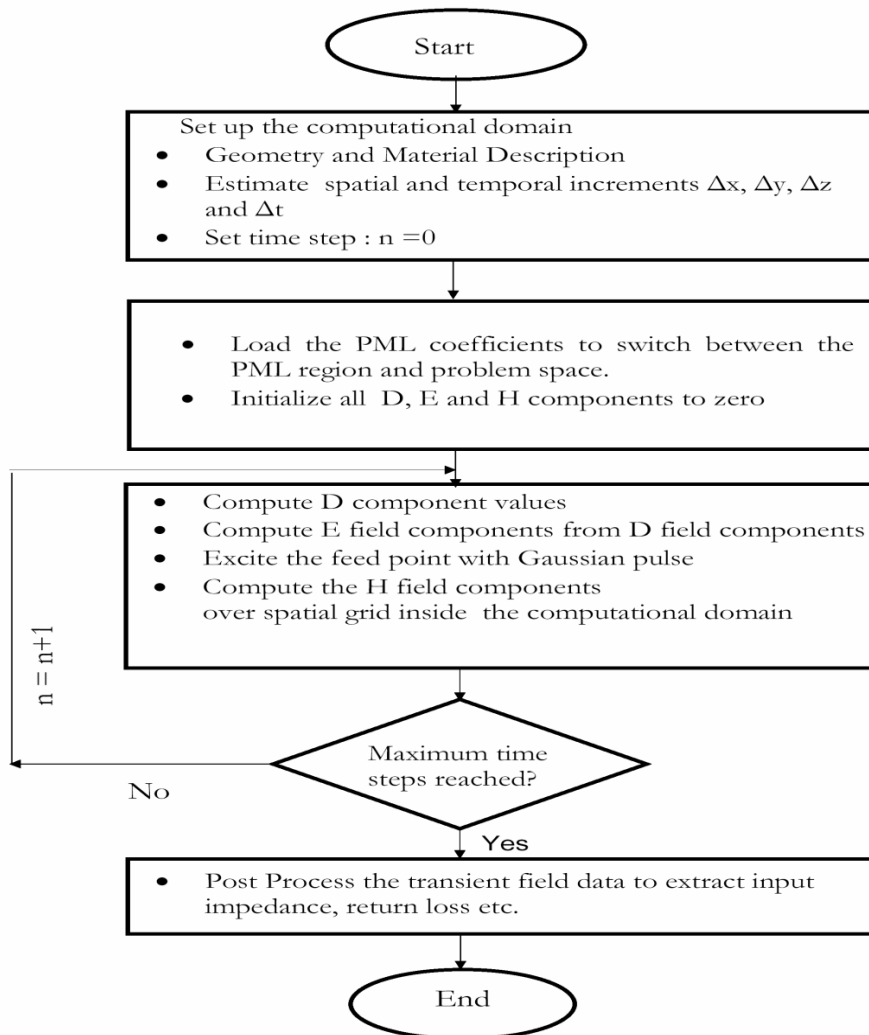 Start
Set up the computational domain
• Geometry and Material Description
• Estimate spatial and temporal increments Δx, Δy, Δz
and Δt
• Set time step : n =0
• Load the PML coefficients to switch between the
PML region and problem space.
• Initialize all D, E and H components to zero
• Compute D component values
• Compute E field components from D field components
• Excite the feed point with Gaussian pulse
• Compute the H field components
over spatial grid inside the computational domain
n = n+1
Maximum time
steps reached?
No
Yes
• Post Process the transient field data to extract input
impedance, return loss etc.
End